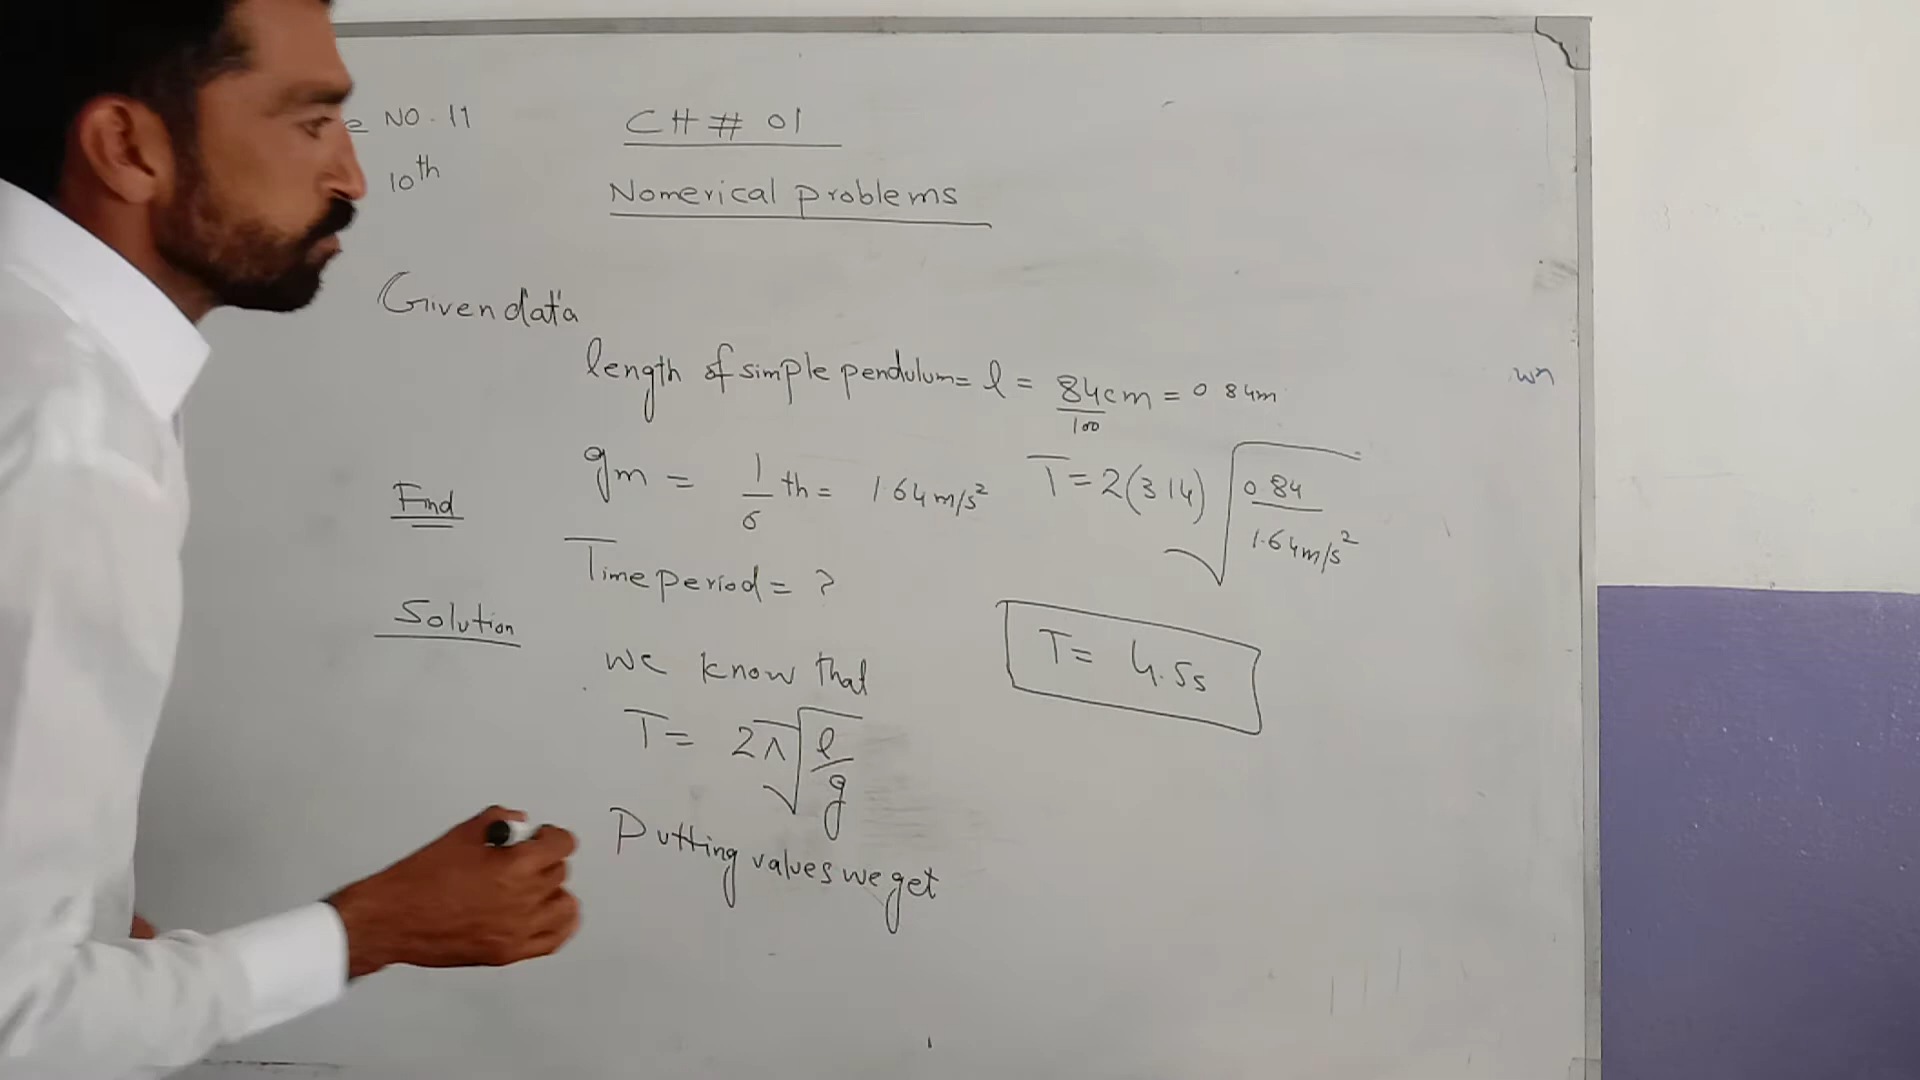 NO. 11
CH # 01
10th
Nomerical problems
Given data
length of simple pendulum = l = 84cm/100 = 0 84m
gm = 1/6 th = 1.64 m/s²
T = 2(3 14) √(0 84/1.64m/s²)
Find
Time period = ?
Solution
we know that
T = 4.5s
T = 2π√(l/g)
Putting values we get